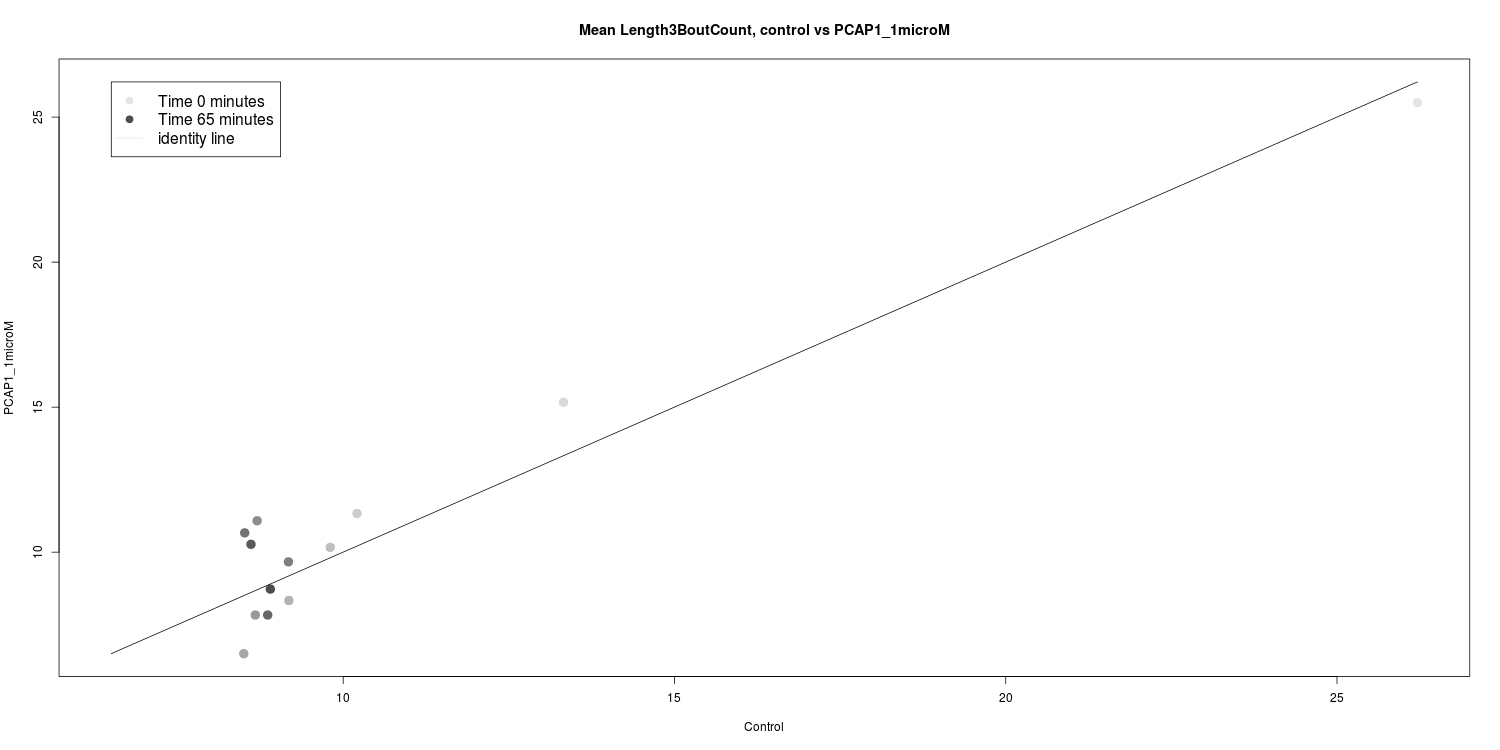 Mean Length3BoutCount, control vs PCAP1_1microM
Time 0 minutes
Time 65 minutes
identity line
PCAP1_1microM
25
20
15
10
10
15
20
25
Control